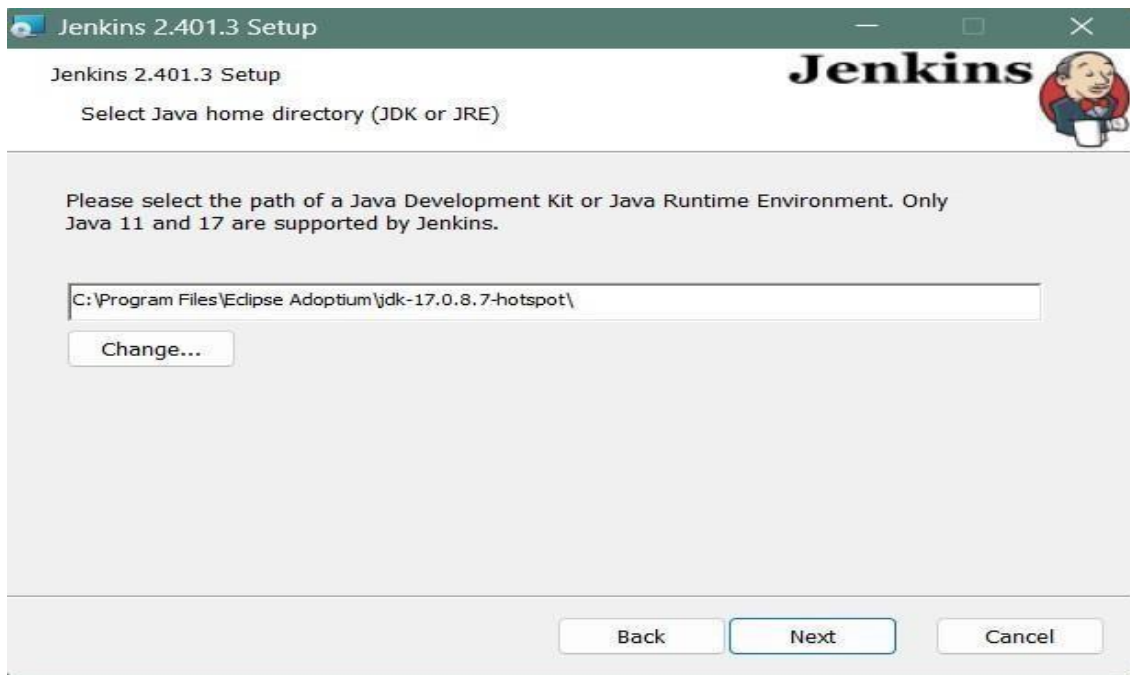 Jenkins 2.401.3 Setup
Jenkins 2.401.3 Setup
Jenkins
Select Java home directory (JDK or JRE)
Please select the path of a Java Development Kit or Java Runtime Environment. Only
Java 11 and 17 are supported by Jenkins.
C:\Program Files\Eclipse Adoptium\jdk-17.0.8.7-hotspot\
Change...
Back Next Cancel